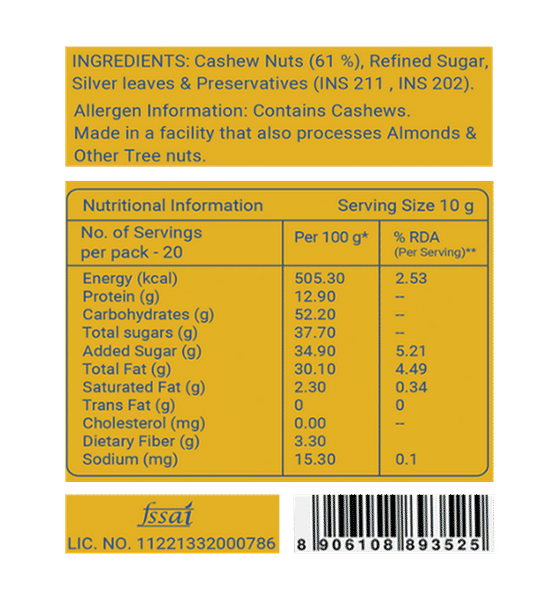 INGREDIENTS: Cashew Nuts (61 %), Refined Sugar,
Silver leaves & Preservatives (INS 211 , INS 202).
Allergen Information: Contains Cashews.
Made in a facility that also processes Almonds &
Other Tree nuts.
Nutritional Information Serving Size 10 g
No. of Servings
per pack - 20
Per 100 g*
% RDA
(Per Serving)**
Energy (kcal) 505.30 2.53
Protein (g) 12.90 --
Carbohydrates (g) 52.20 --
Total sugars (g) 37.70 --
Added Sugar (g) 34.90 5.21
Total Fat (g) 30.10 4.49
Saturated Fat (g) 2.30 0.34
Trans Fat (g) 0 0
Cholesterol (mg) 0.00 --
Dietary Fiber (g) 3.30
Sodium (mg) 15.30 0.1
fssai
LIC. NO. 11221332000786
8 906108 893525